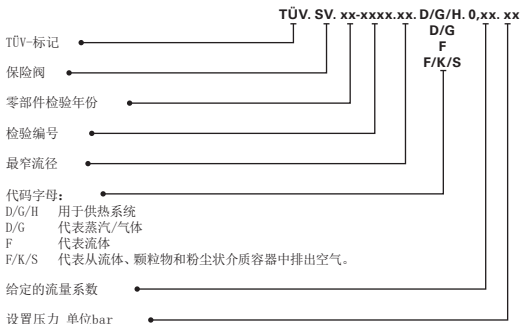 TÜV. SV. xx-xxxx.xx. D/G/H. 0,xx. xx
D/G
F
F/K/S
TÜV-标记
保险阀
零部件检验年份
检验编号
最窄流径
代码字母:
D/G/H 用于供热系统
D/G 代表蒸汽/气体
F 代表流体
F/K/S 代表从流体、颗粒物和粉尘状介质容器中排出空气。
给定的流量系数
设置压力 单位bar